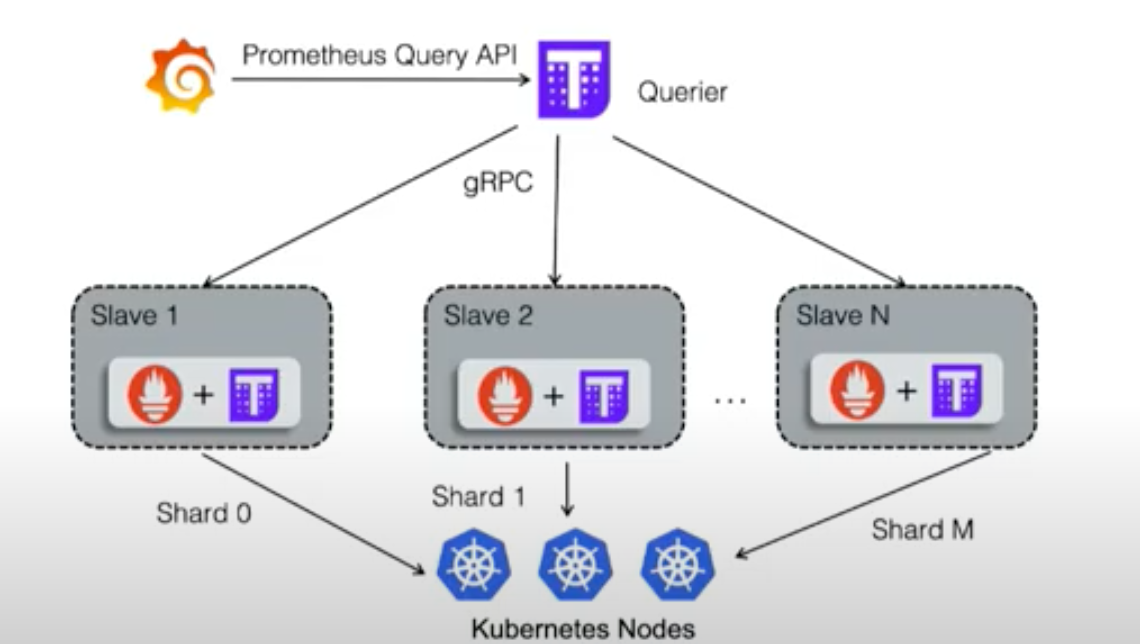 Prometheus Query API
Querier
gRPC
Slave 1
Slave 2
Slave N
+
+
+
...
Shard 0
Shard 1
Shard M
Kubernetes Nodes